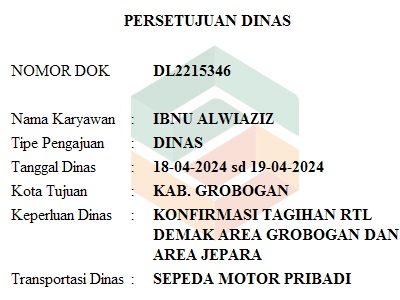 PERSETUJUAN DINAS
NOMOR DOK DL2215346
Nama Karyawan : IBNU ALWIAZIZ
Tipe Pengajuan : DINAS
Tanggal Dinas : 18-04-2024 sd 19-04-2024
Kota Tujuan : KAB. GROBOGAN
Keperluan Dinas : KONFIRMASI TAGIHAN RTL
DEMAK AREA GROBOGAN DAN
AREA JEPARA
Transportasi Dinas : SEPEDA MOTOR PRIBADI